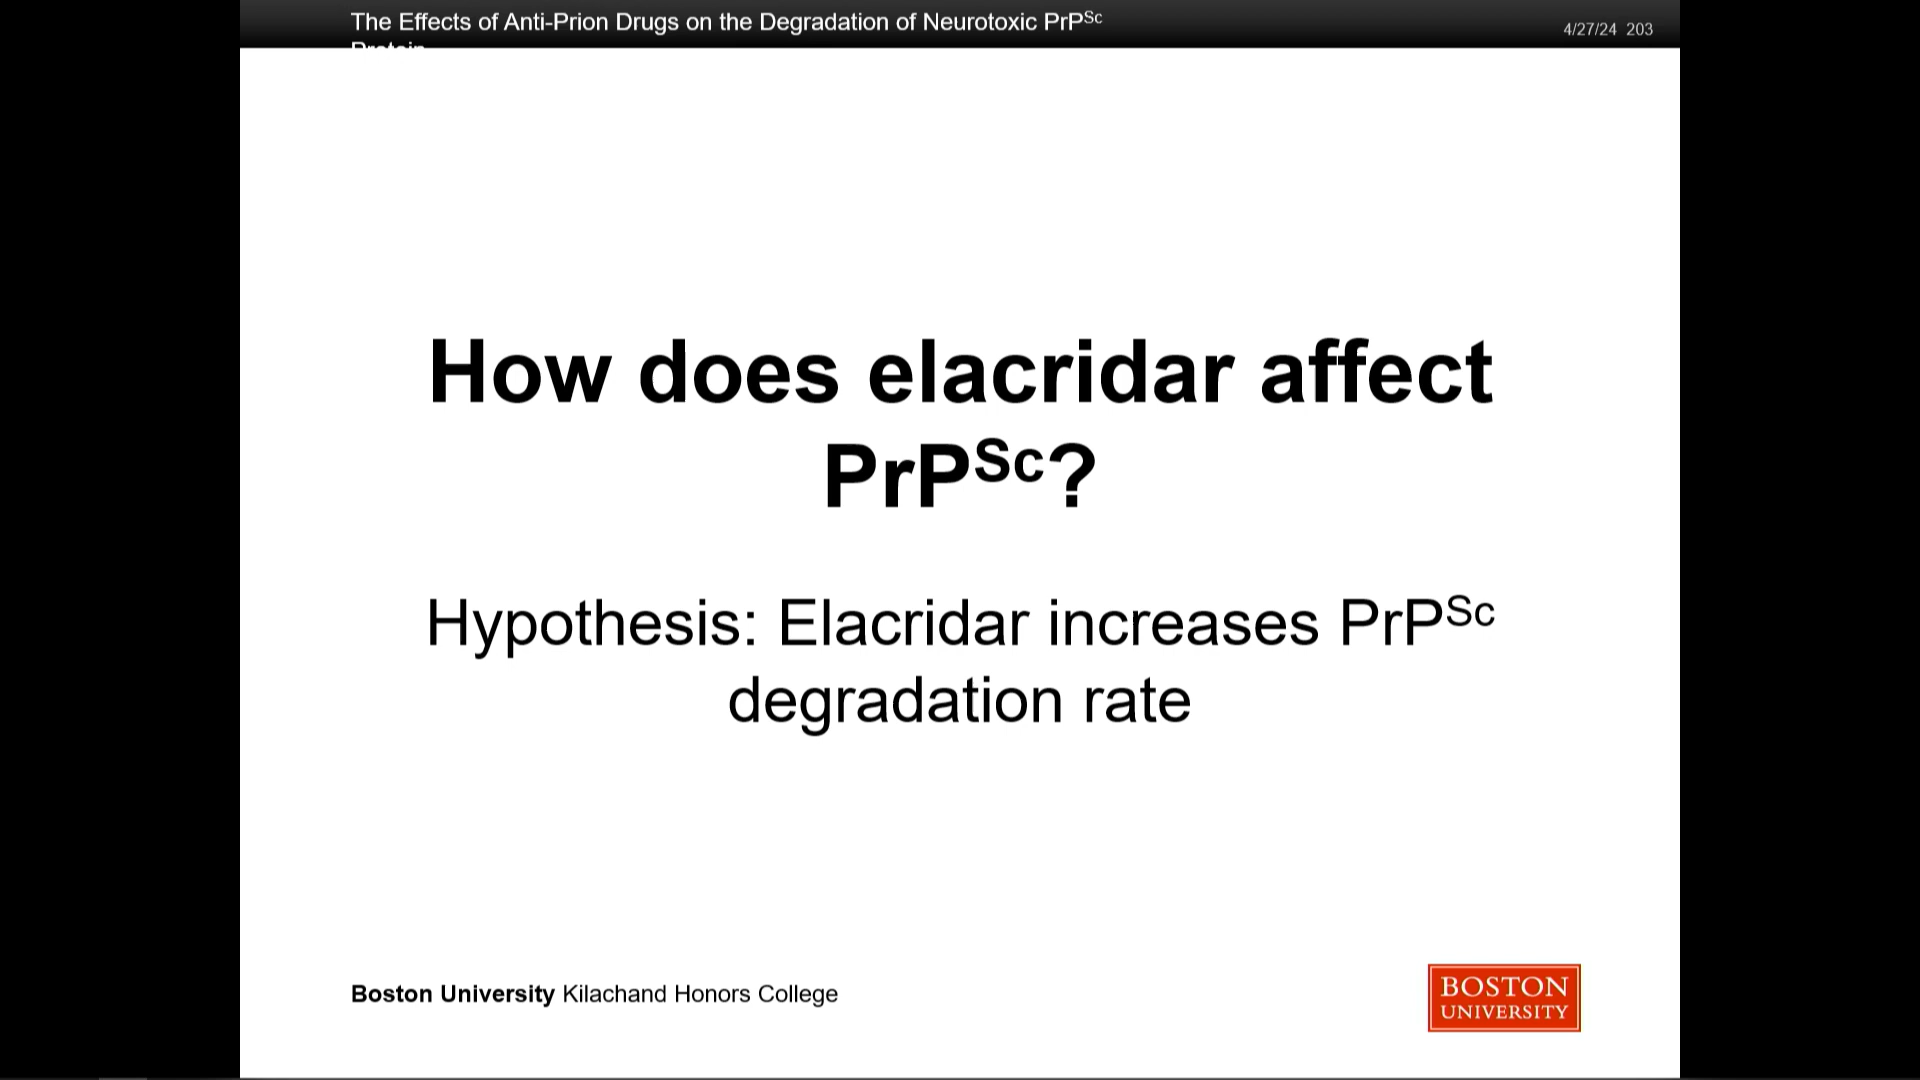 The Effects of Anti-Prion Drugs on the Degradation of Neurotoxic PrPSc
Protein
4/27/24 203
How does elacridar affect
PrPSc?
Hypothesis: Elacridar increases PrPSc
degradation rate
Boston University Kilachand Honors College
BOSTON
UNIVERSITY